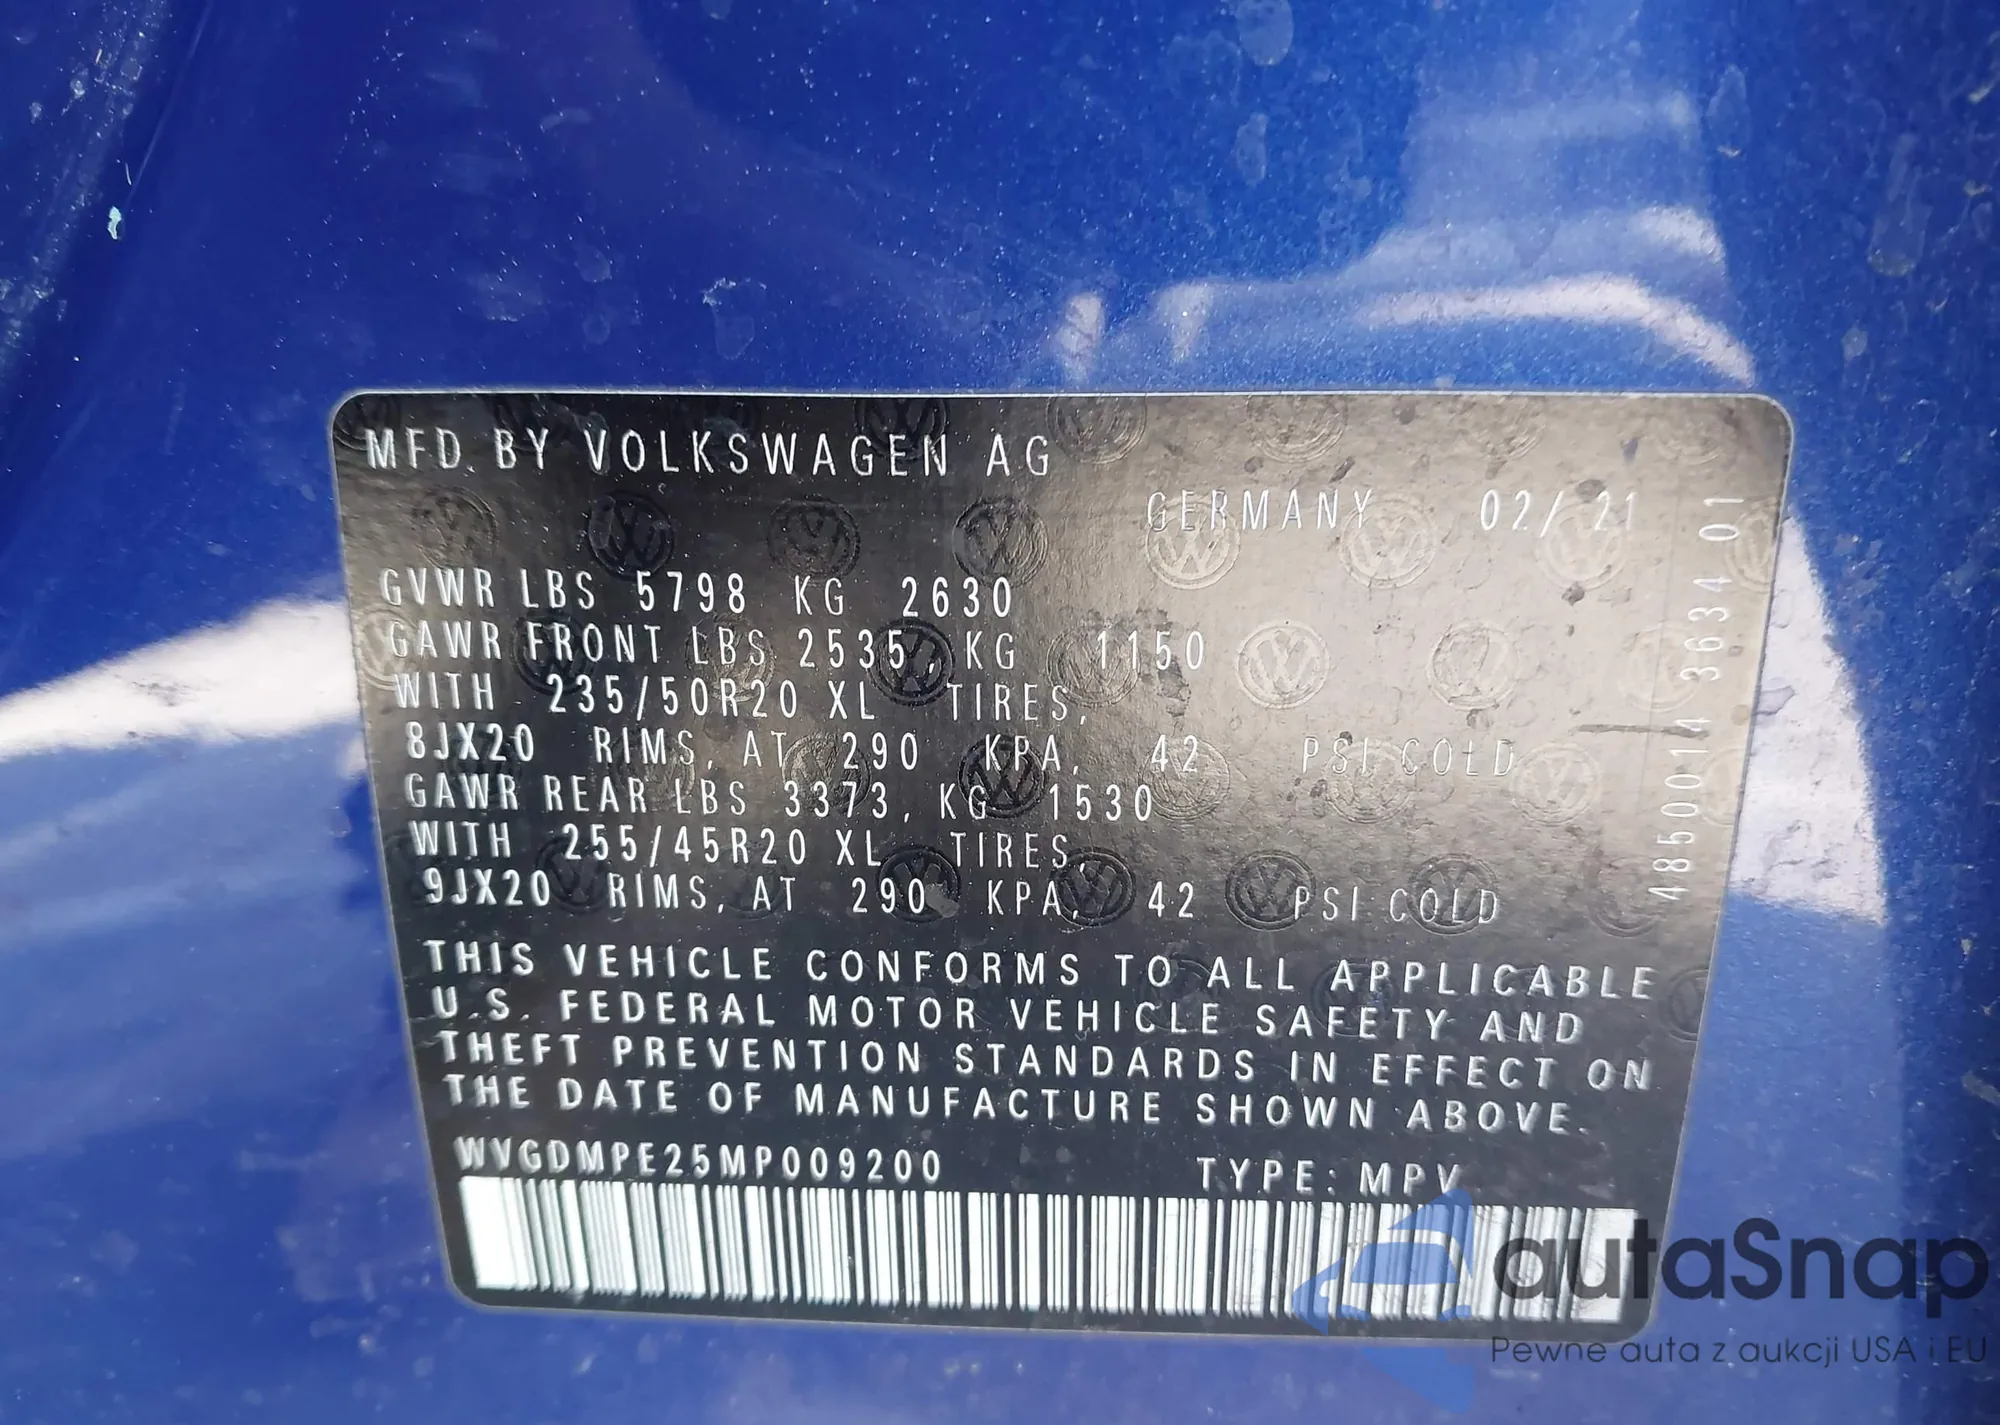 MFD. BY VOLKSWAGEN AG
GERMANY 02/21
GVWR LBS 5798 KG 2630
GAWR FRONT LBS 2535, KG 1150
WITH 235/50R20 XL TIRES,
8JX20 RIMS, AT 290 KPA, 42 PSI COLD
GAWR REAR LBS 3373, KG 1530
WITH 255/45R20 XL TIRES,
9JX20 RIMS, AT 290 KPA, 42 PSI COLD
THIS VEHICLE CONFORMS TO ALL APPLICABLE
U.S. FEDERAL MOTOR VEHICLE SAFETY AND
THEFT PREVENTION STANDARDS IN EFFECT ON
THE DATE OF MANUFACTURE SHOWN ABOVE.
WVGDMPE25MP009200 TYPE: MPV
4850014 3634 01
autaSnap
Pewne auta z aukcji USA i EU